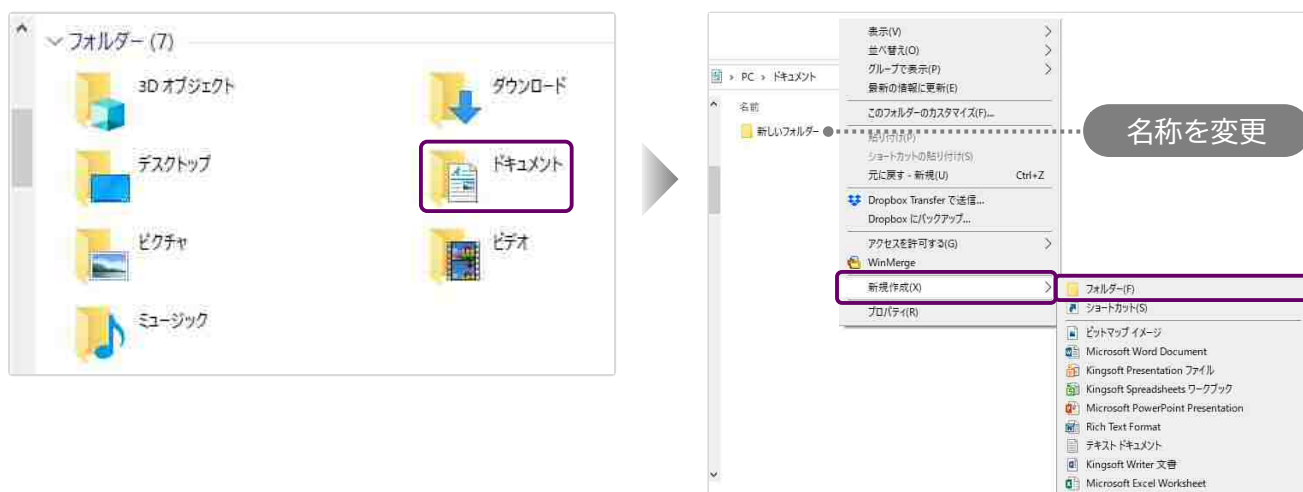 フォルダー (7)
3D オブジェクト
ダウンロード
デスクトップ
ドキュメント
ピクチャ
ビデオ
ミュージック
表示(V)
並べ替え(O)
グループで表示(P)
最新の情報に更新(E)
このフォルダーのカスタマイズ(F)...
貼り付け(P)
ショートカットの貼り付け(S)
元に戻す - 新規(U) Ctrl+Z
Dropbox Transfer で送信...
Dropbox にバックアップ...
アクセスを許可する(G)
WinMerge
新規作成(X)
プロパティ(R)
PC › ドキュメント
名前
新しいフォルダー
名称を変更
フォルダー(F)
ショートカット(S)
ビットマップ イメージ
Microsoft Word Document
Kingsoft Presentation ファイル
Kingsoft Spreadsheets ワークブック
Microsoft PowerPoint Presentation
Rich Text Format
テキスト ドキュメント
Kingsoft Writer 文書
Microsoft Excel Worksheet